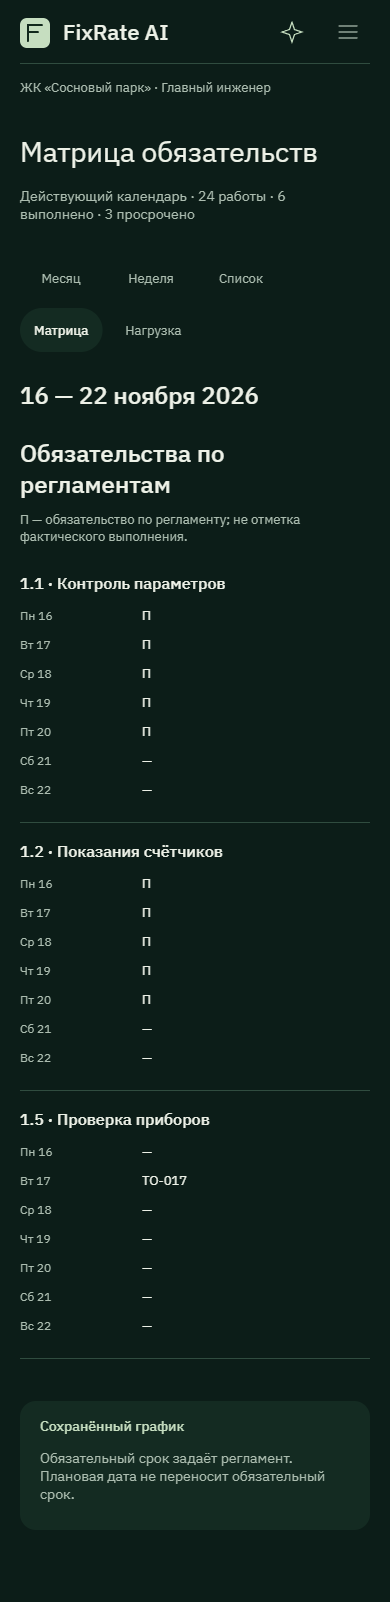 FixRate AI
ЖК «Сосновый парк» · Главный инженер
Матрица обязательств
Действующий календарь · 24 работы · 6
выполнено · 3 просрочено
Месяц Неделя Список
Матрица Нагрузка
16 — 22 ноября 2026
Обязательства по
регламентам
П — обязательство по регламенту; не отметка
фактического выполнения.
1.1 · Контроль параметров
Пн 16 П
Вт 17 П
Ср 18 П
Чт 19 П
Пт 20 П
Сб 21 —
Вс 22 —
1.2 · Показания счётчиков
Пн 16 П
Вт 17 П
Ср 18 П
Чт 19 П
Пт 20 П
Сб 21 —
Вс 22 —
1.5 · Проверка приборов
Пн 16 —
Вт 17 ТО-017
Ср 18 —
Чт 19 —
Пт 20 —
Сб 21 —
Вс 22 —
Сохранённый график
Обязательный срок задаёт регламент.
Плановая дата не переносит обязательный
срок.